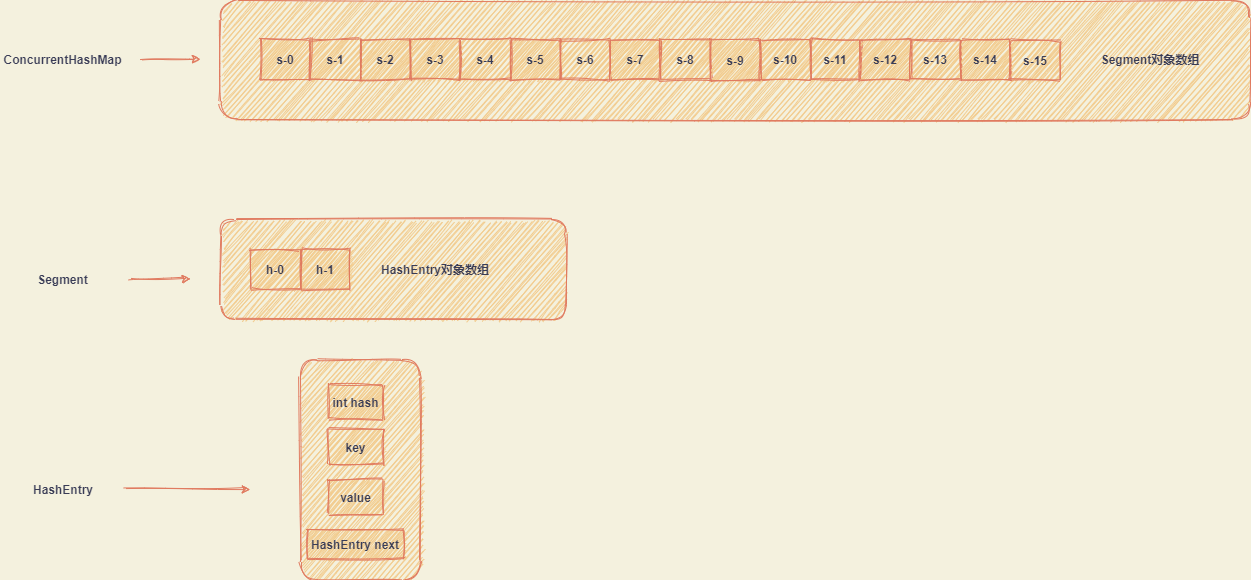 ConcurrentHashMap
s-0 s-1 s-2 s-3 s-4 s-5 s-6 s-7 s-8 s-9 s-10 s-11 s-12 s-13 s-14 s-15
Segment对象数组
Segment
h-0 h-1
HashEntry对象数组
HashEntry
int hash
key
value
HashEntry next